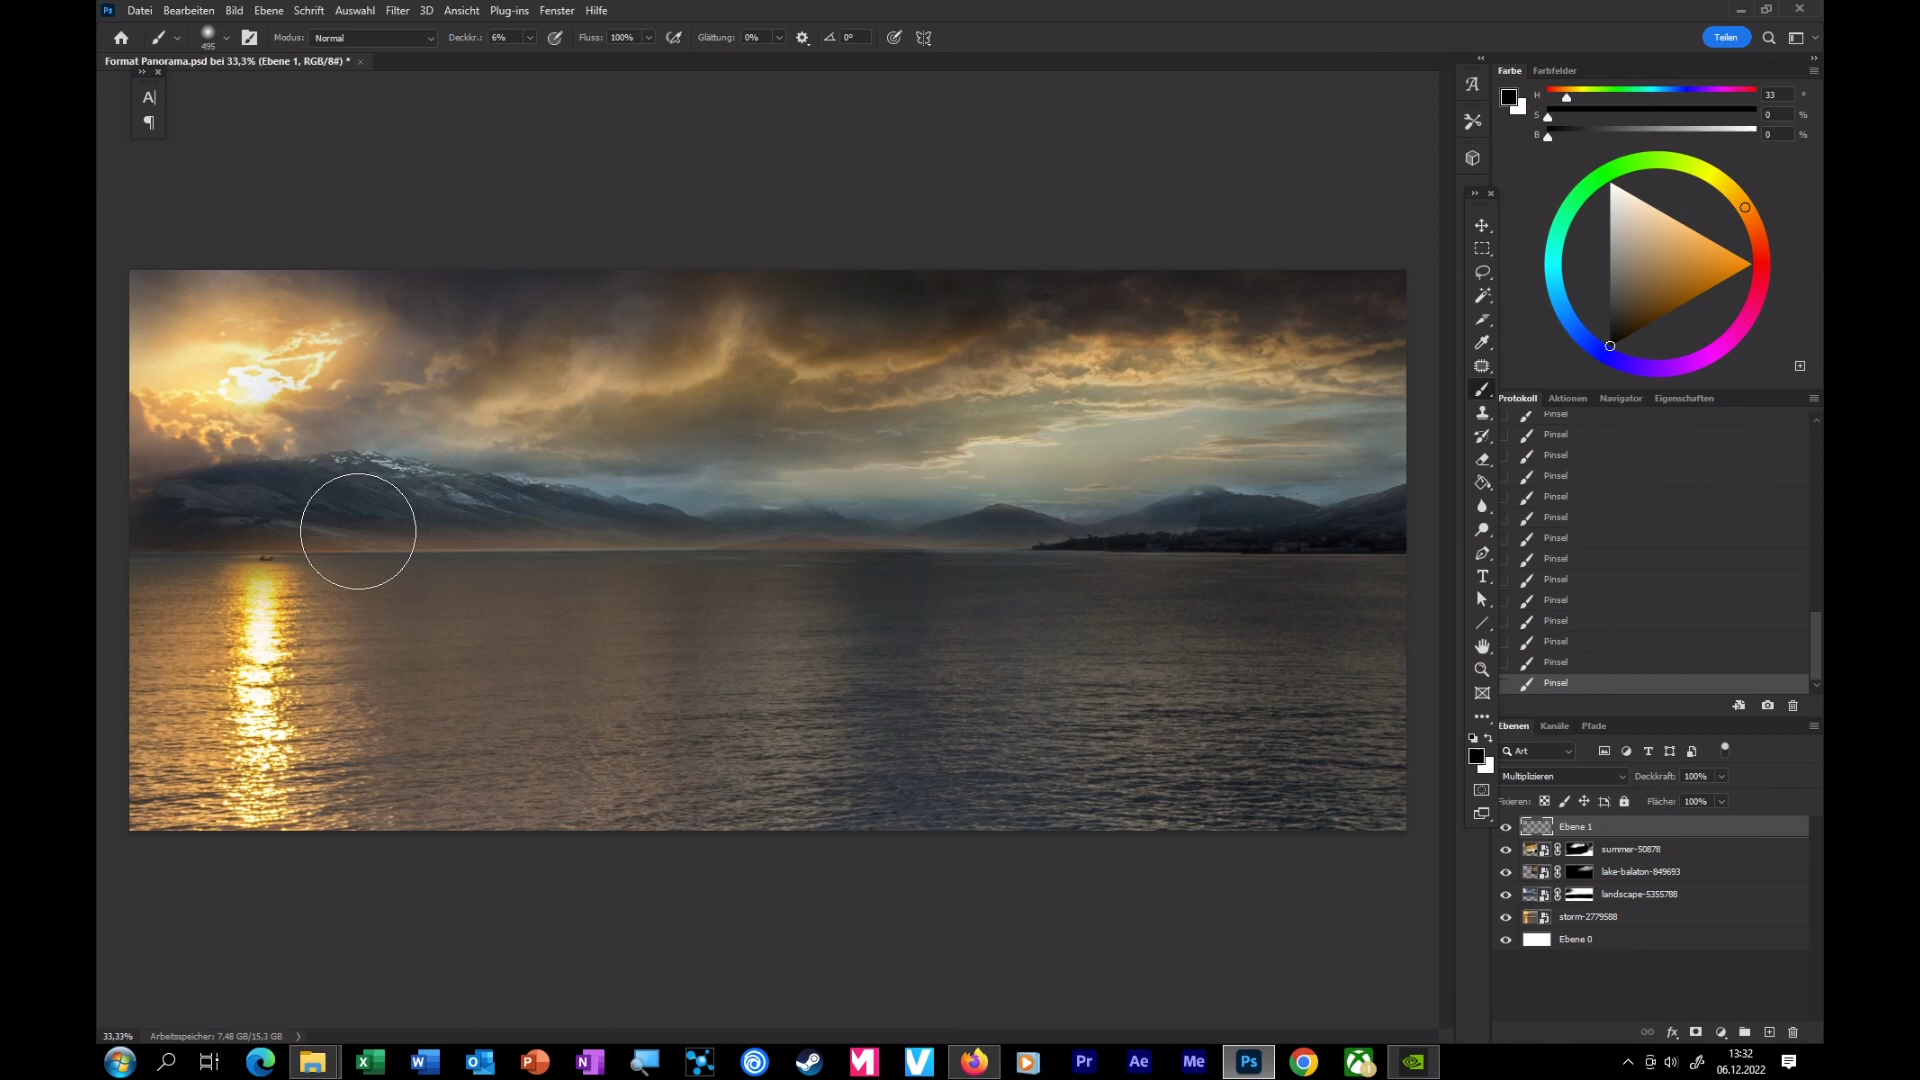 Ps Datei Bearbeiten Bild Ebene Schrift Auswahl Filter 3D Ansicht Plug-ins Fenster Hilfe
495 Modus: Normal Deckkr.: 6% Fluss: 100% Glättung: 0% 0° Teilen
Format Panorama.psd bei 33,3% (Ebene 1, RGB/8#) *
Farbe Farbfelder
H 33 °
S 0 %
B 0 %
Protokoll Aktionen Navigator Eigenschaften
Pinsel
Pinsel
Pinsel
Pinsel
Pinsel
Pinsel
Pinsel
Pinsel
Pinsel
Pinsel
Pinsel
Pinsel
Pinsel
Pinsel
Ebenen Kanäle Pfade
Art
Multiplizieren Deckkraft: 100%
Fixieren: Fläche: 100%
Ebene 1
summer-50878
lake-balaton-849693
landscape-5355788
storm-2779588
Ebene 0
33,33% Arbeitsspeicher: 7,48 GB/15,3 GB
Pr Ae Me Ps
13:32
06.12.2022